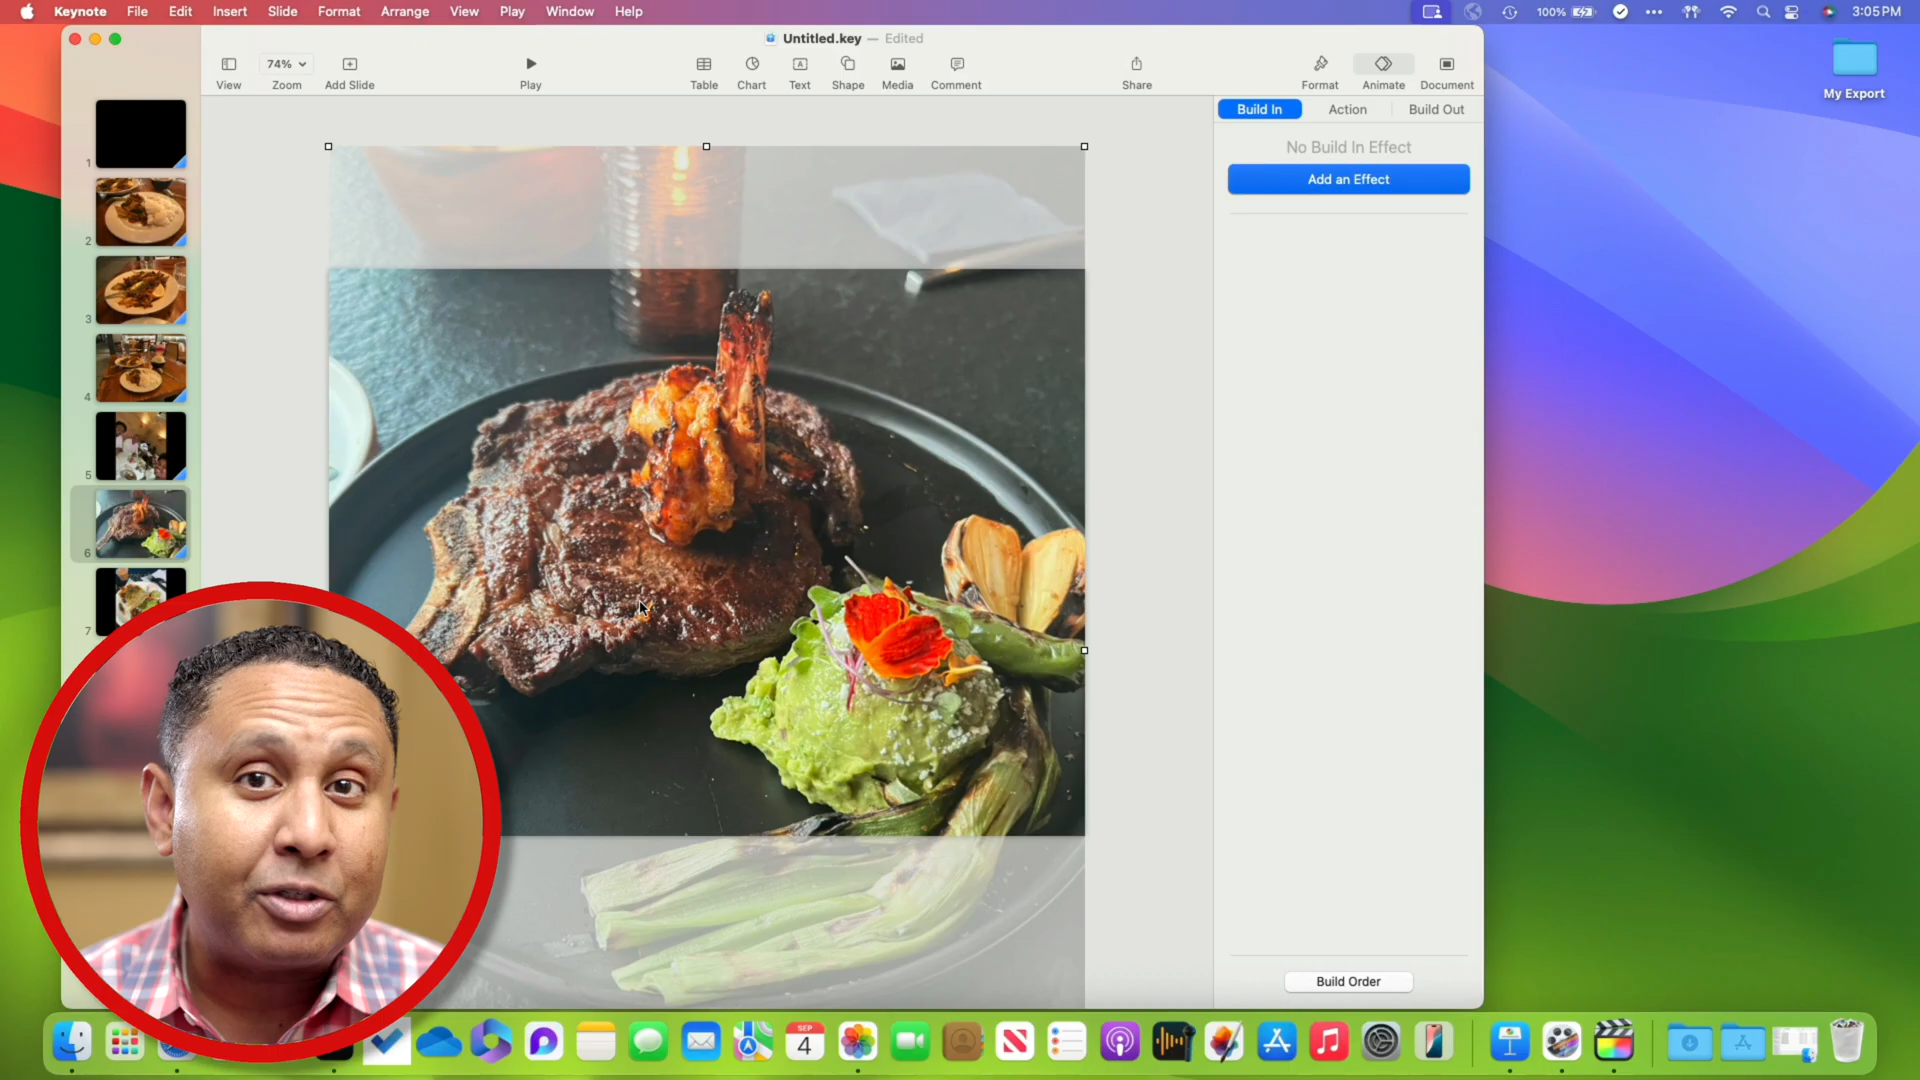 Keynote File Edit Insert Slide Format Arrange View Play Window Help 100% 3:05 PM
Untitled.key — Edited
74%
View Zoom Add Slide Play Table Chart Text Shape Media Comment Share Format Animate Document
My Export
Build In Action Build Out
No Build In Effect
Add an Effect
1
2
3
4
5
6
7
Build Order
SEP
4